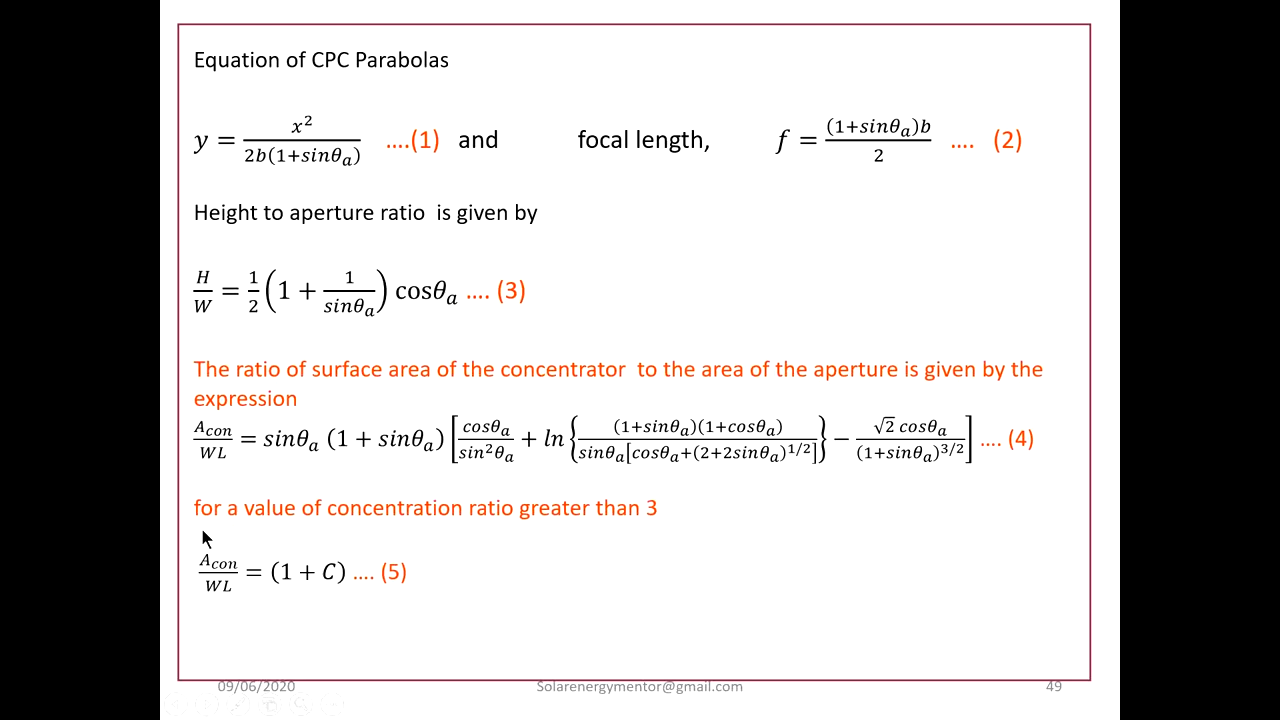 Equation of CPC Parabolas
y = x²/2b(1+sinθₐ) ....(1) and focal length, f = (1+sinθₐ)b/2 .... (2)
Height to aperture ratio is given by
H/W = 1/2(1 + 1/sinθₐ) cosθₐ .... (3)
The ratio of surface area of the concentrator to the area of the aperture is given by the
expression
A_con/WL = sinθₐ (1 + sinθₐ) [cosθₐ/sin²θₐ + ln{(1+sinθₐ)(1+cosθₐ)/sinθₐ[cosθₐ+(2+2sinθₐ)^1/2]} − √2 cosθₐ/(1+sinθₐ)^3/2] .... (4)
for a value of concentration ratio greater than 3
A_con/WL = (1 + C) .... (5)
09/06/2020 Solarenergymentor@gmail.com 49